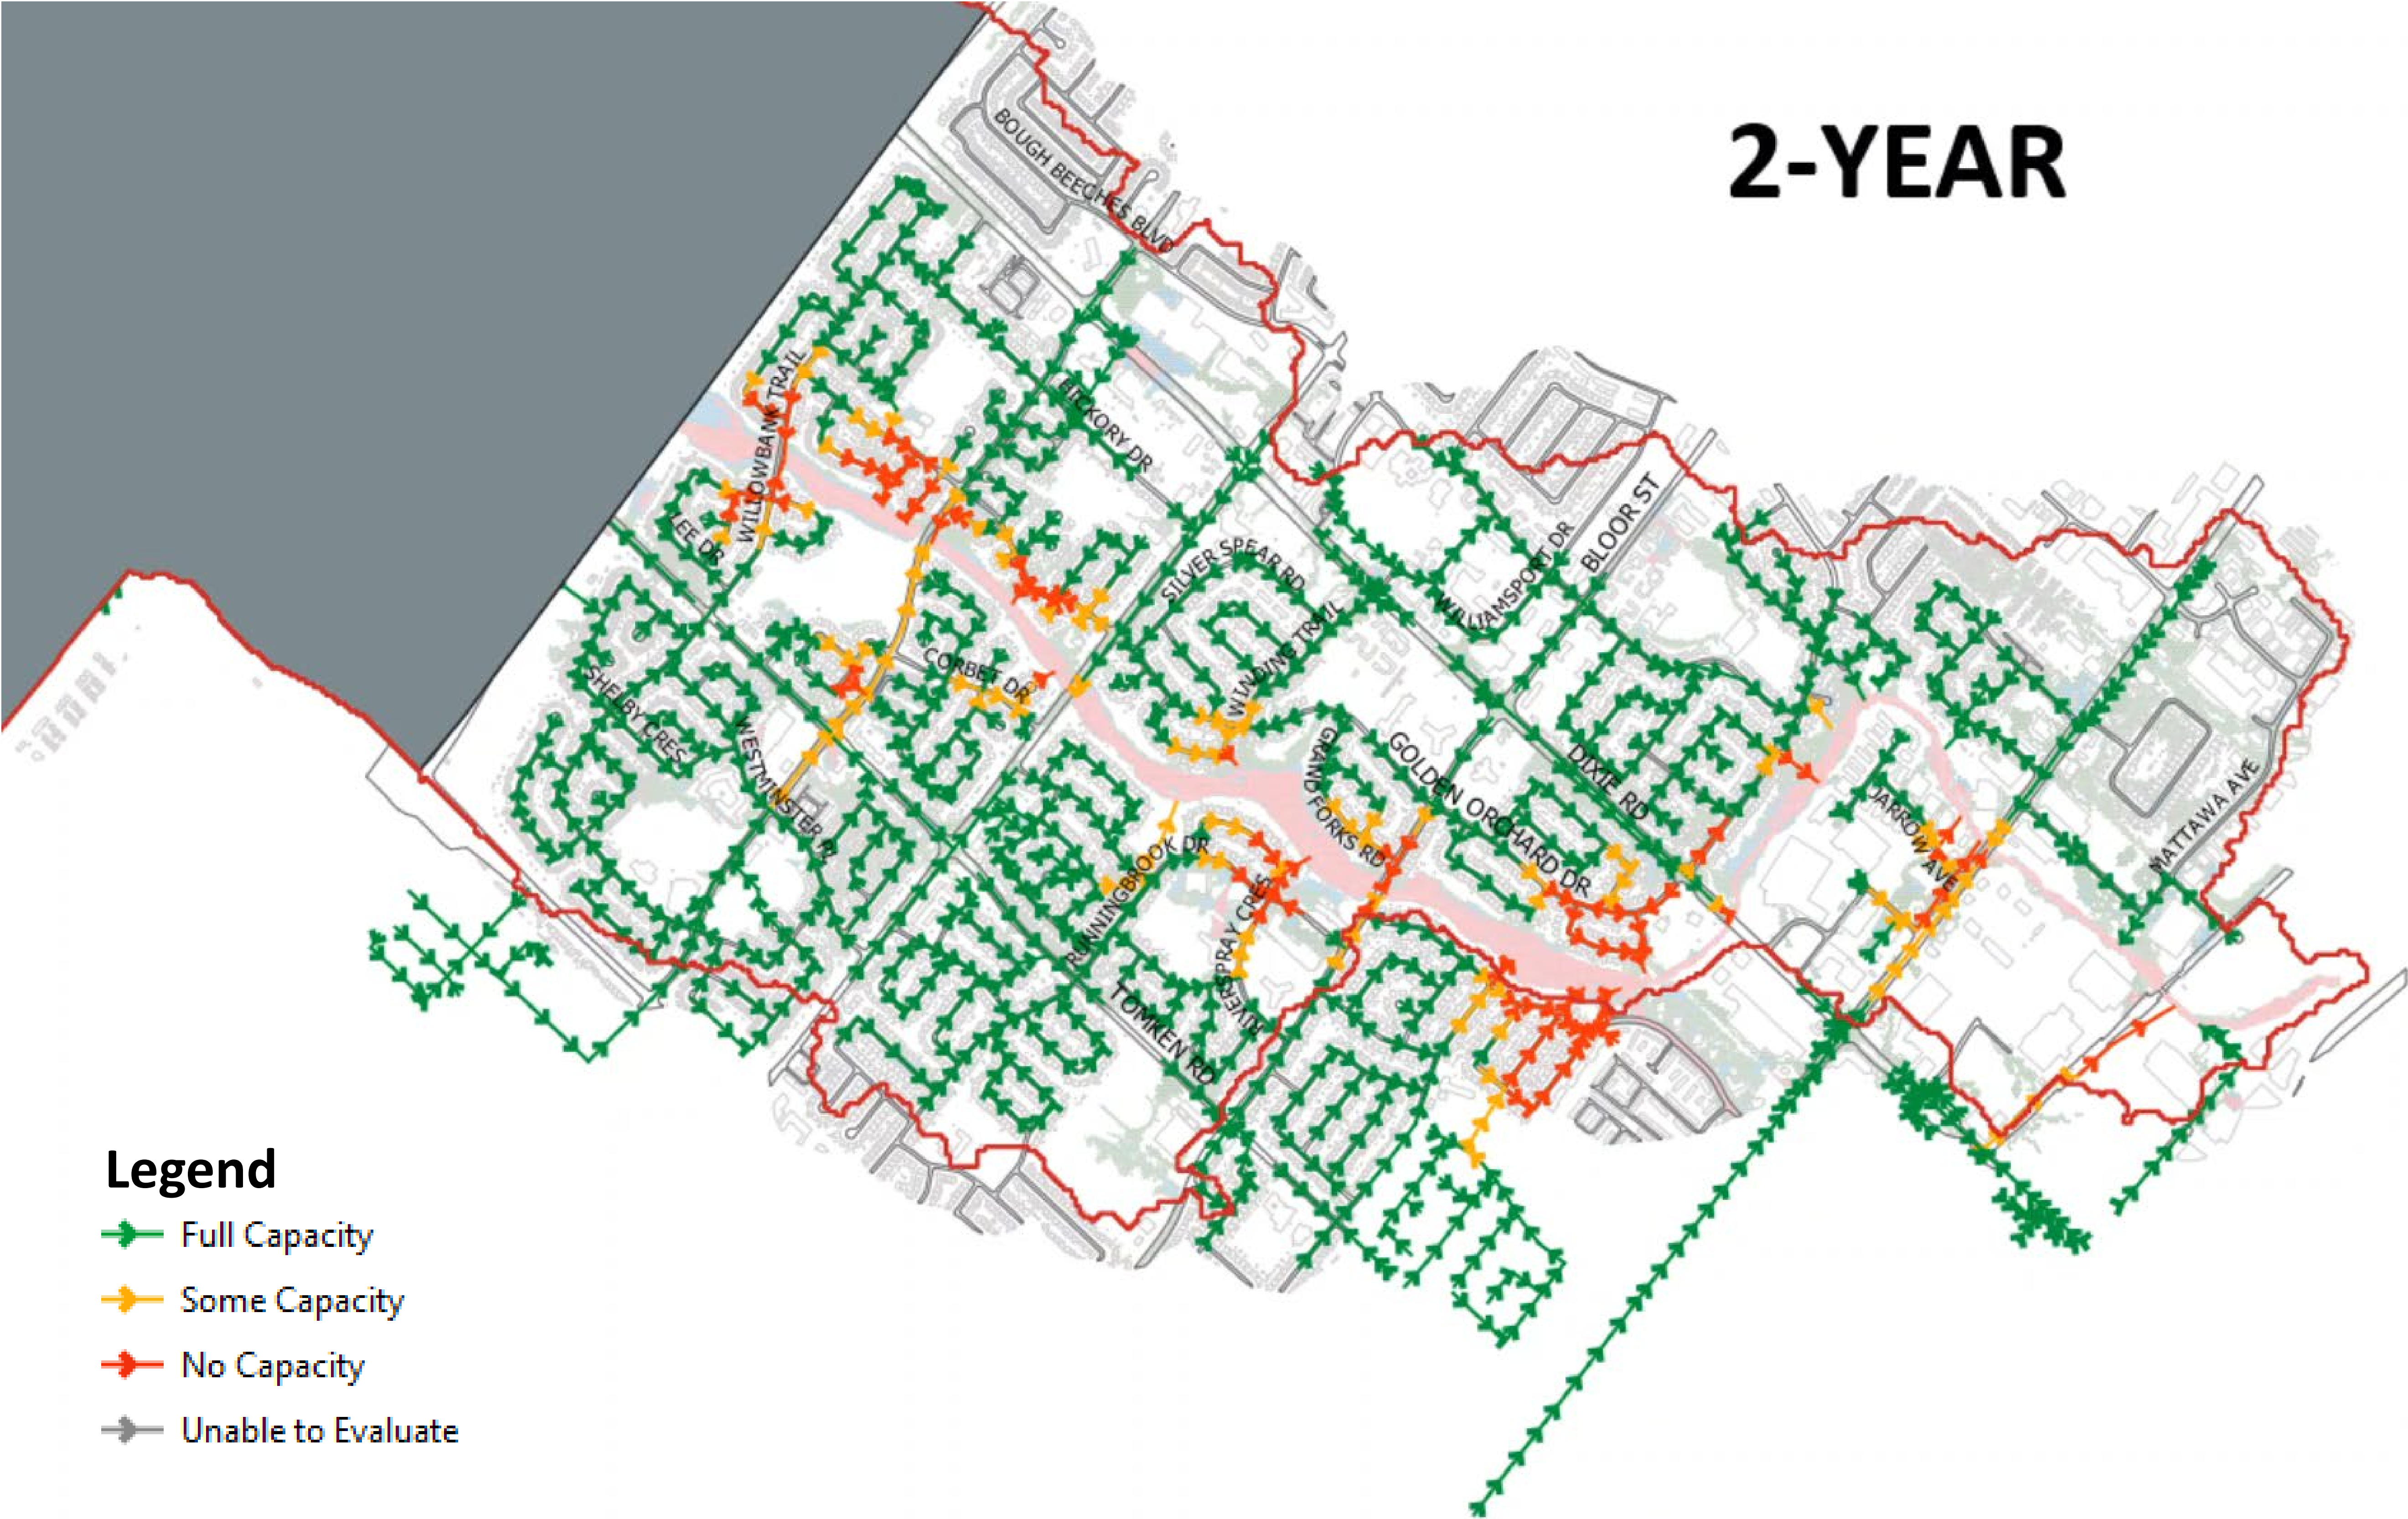 2-YEAR
BOUGH BEECHES BLVD
HICKORY DR
WILLOWBANK TRAIL
LEE DR
SILVER SPEAR RD
WILLIAMSPORT DR
BLOOR ST
WINDING TRAIL
CORBET DR
SHELBY CRES
WESTMINSTER PL
GRAND FORKS RD
GOLDEN ORCHARD DR
DIXIE RD
JARROW AVE
MATTAWA AVE
RUNNINGBROOK DR
RIVERSPRAY CRES
TOMKEN RD
Legend
Full Capacity
Some Capacity
No Capacity
Unable to Evaluate